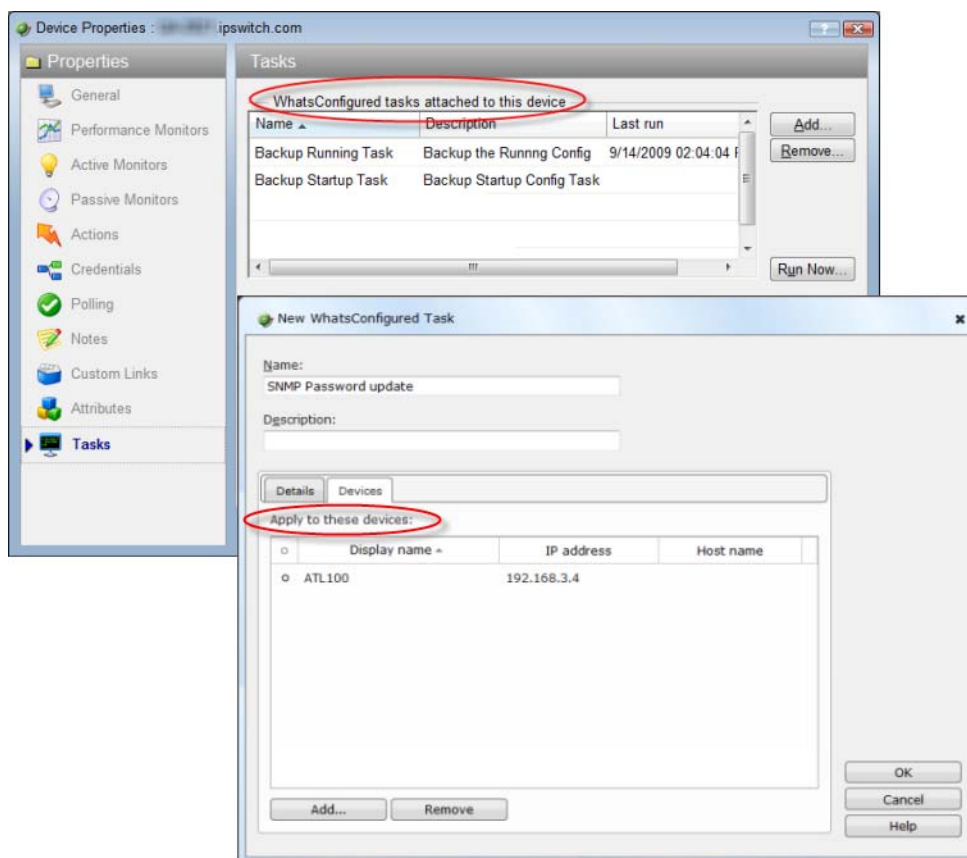 Device Properties : .ipswitch.com
Properties
General
Performance Monitors
Active Monitors
Passive Monitors
Actions
Credentials
Polling
Notes
Custom Links
Attributes
Tasks
Tasks
WhatsConfigured tasks attached to this device
Name Description Last run
Backup Running Task Backup the Runnng Config 9/14/2009 02:04:04
Backup Startup Task Backup Startup Config Task
Add...
Remove...
Run Now...
New WhatsConfigured Task
Name:
SNMP Password update
Description:
Details Devices
Apply to these devices:
Display name IP address Host name
ATL100 192.168.3.4
Add... Remove
OK
Cancel
Help